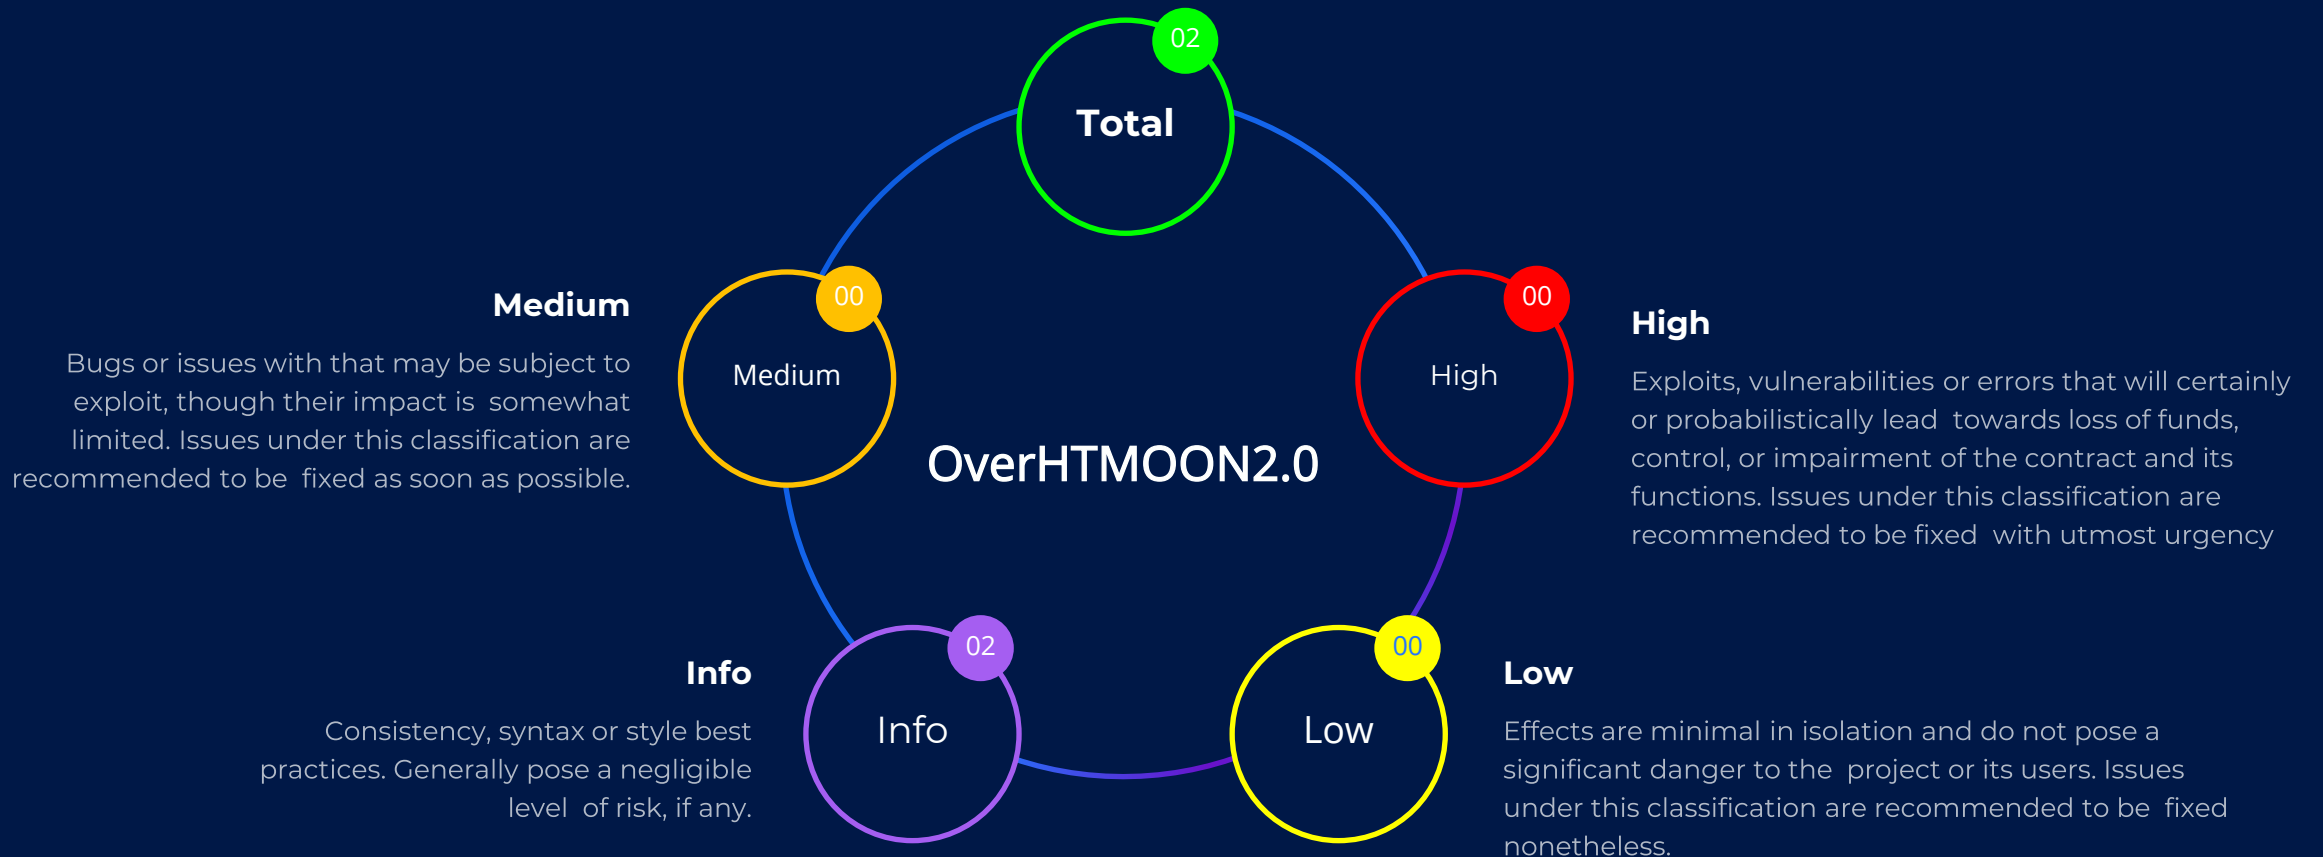 02
Total
Medium
Bugs or issues with that may be subject to
exploit, though their impact is somewhat
limited. Issues under this classification are
recommended to be fixed as soon as possible.
00
Medium
00
High
High
Exploits, vulnerabilities or errors that will certainly
or probabilistically lead towards loss of funds,
control, or impairment of the contract and its
functions. Issues under this classification are
recommended to be fixed with utmost urgency
OverHTMOON2.0
Info
Consistency, syntax or style best
practices. Generally pose a negligible
level of risk, if any.
02
Info
00
Low
Low
Effects are minimal in isolation and do not pose a
significant danger to the project or its users. Issues
under this classification are recommended to be fixed
nonetheless.